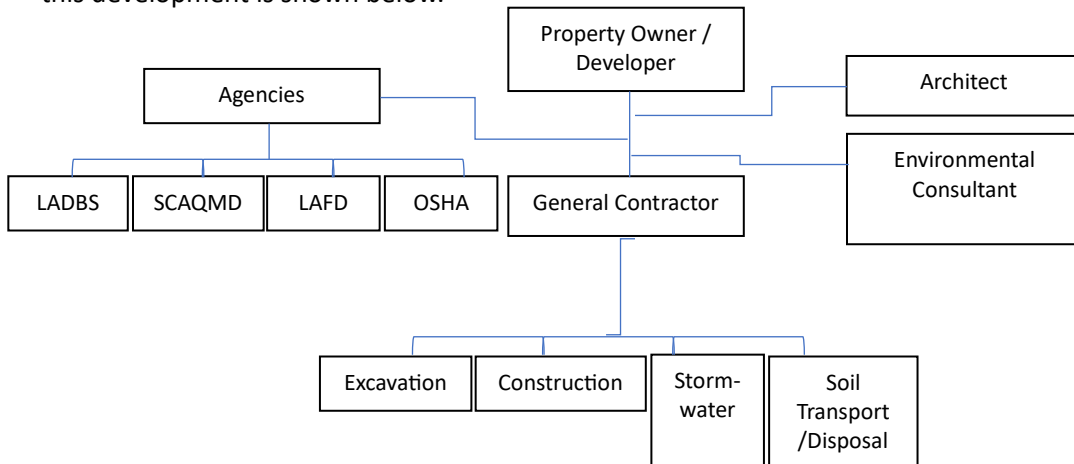 this development is shown below.
Property Owner /
Developer
Agencies
Architect
Environmental
Consultant
LADBS
SCAQMD
LAFD
OSHA
General Contractor
Excavation
Construction
Storm-
water
Soil
Transport
/Disposal